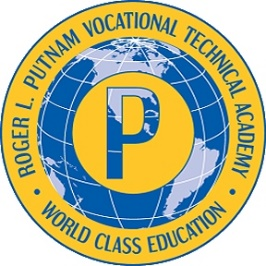 ROGER L. PUTNAM VOCATIONAL TECHNICAL ACADEMY
P
• WORLD CLASS EDUCATION •